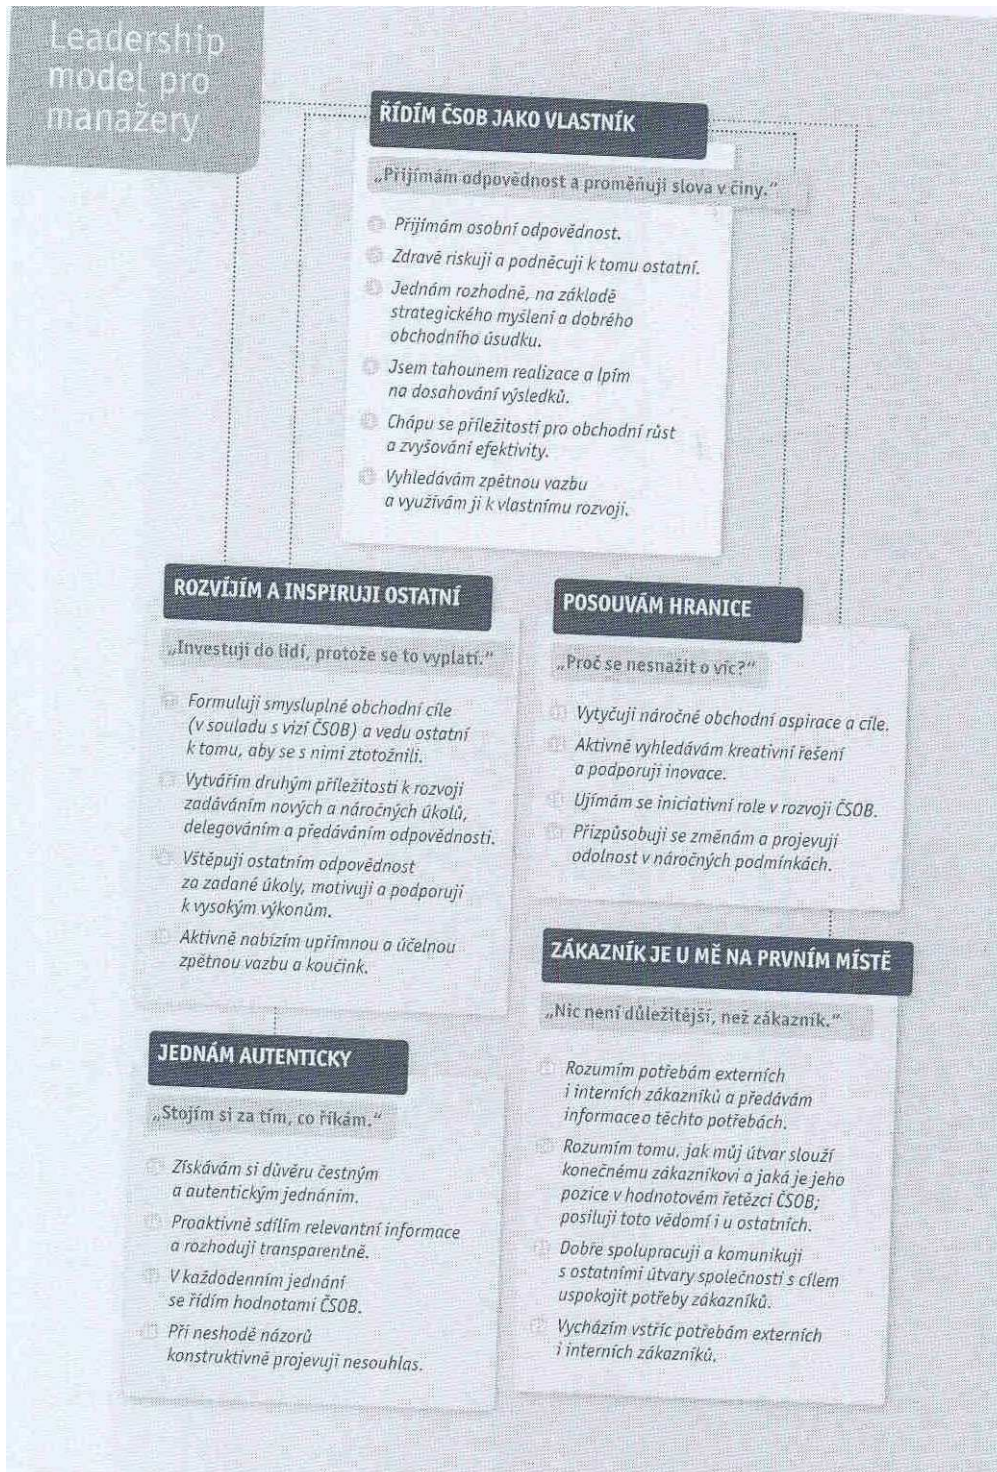 Leadership
model pro
manažery
ŘÍDÍM ČSOB JAKO VLASTNÍK
„Přijímám odpovědnost a proměňuji slova v činy.“
Přijímám osobní odpovědnost.
Zdravě riskuji a podněcuji k tomu ostatní.
Jednám rozhodně, na základě
strategického myšlení a dobrého
obchodního úsudku.
Jsem tahounem realizace a lpím
na dosahování výsledků.
Chápu se příležitostí pro obchodní růst
a zvyšování efektivity.
Vyhledávám zpětnou vazbu
a využívám ji k vlastnímu rozvoji.
ROZVÍJÍM A INSPIRUJI OSTATNÍ
„Investuji do lidí, protože se to vyplatí.“
Formuluji smysluplné obchodní cíle
(v souladu s vizí ČSOB) a vedu ostatní
k tomu, aby se s nimi ztotožnili.
Vytvářím druhým příležitosti k rozvoji
zadáváním nových a náročných úkolů,
delegováním a předáváním odpovědnosti.
Vštěpuji ostatním odpovědnost
za zadané úkoly, motivuji a podporuji
k vysokým výkonům.
Aktivně nabízím upřímnou a účelnou
zpětnou vazbu a koučink.
JEDNÁM AUTENTICKY
„Stojím si za tím, co říkám.“
Získávám si důvěru čestným
a autentickým jednáním.
Proaktivně sdílím relevantní informace
a rozhoduji transparentně.
V každodenním jednání
se řídím hodnotami ČSOB.
Při neshodě názorů
konstruktivně projevuji nesouhlas.
POSOUVÁM HRANICE
„Proč se nesnažit o víc?“
Vytyčuji náročné obchodní aspirace a cíle.
Aktivně vyhledávám kreativní řešení
a podporuji inovace.
Ujímám se iniciativní role v rozvoji ČSOB.
Přizpůsobuji se změnám a projevuji
odolnost v náročných podmínkách.
ZÁKAZNÍK JE U MĚ NA PRVNÍM MÍSTĚ
„Nic není důležitější, než zákazník.“
Rozumím potřebám externích
i interních zákazníků a předávám
informace o těchto potřebách.
Rozumím tomu, jak můj útvar slouží
konečnému zákazníkovi a jaká je jeho
pozice v hodnotovém řetězci ČSOB;
posiluji toto vědomí i u ostatních.
Dobře spolupracuji a komunikuji
s ostatními útvary společnosti s cílem
uspokojit potřeby zákazníků.
Vycházím vstříc potřebám externích
i interních zákazníků.